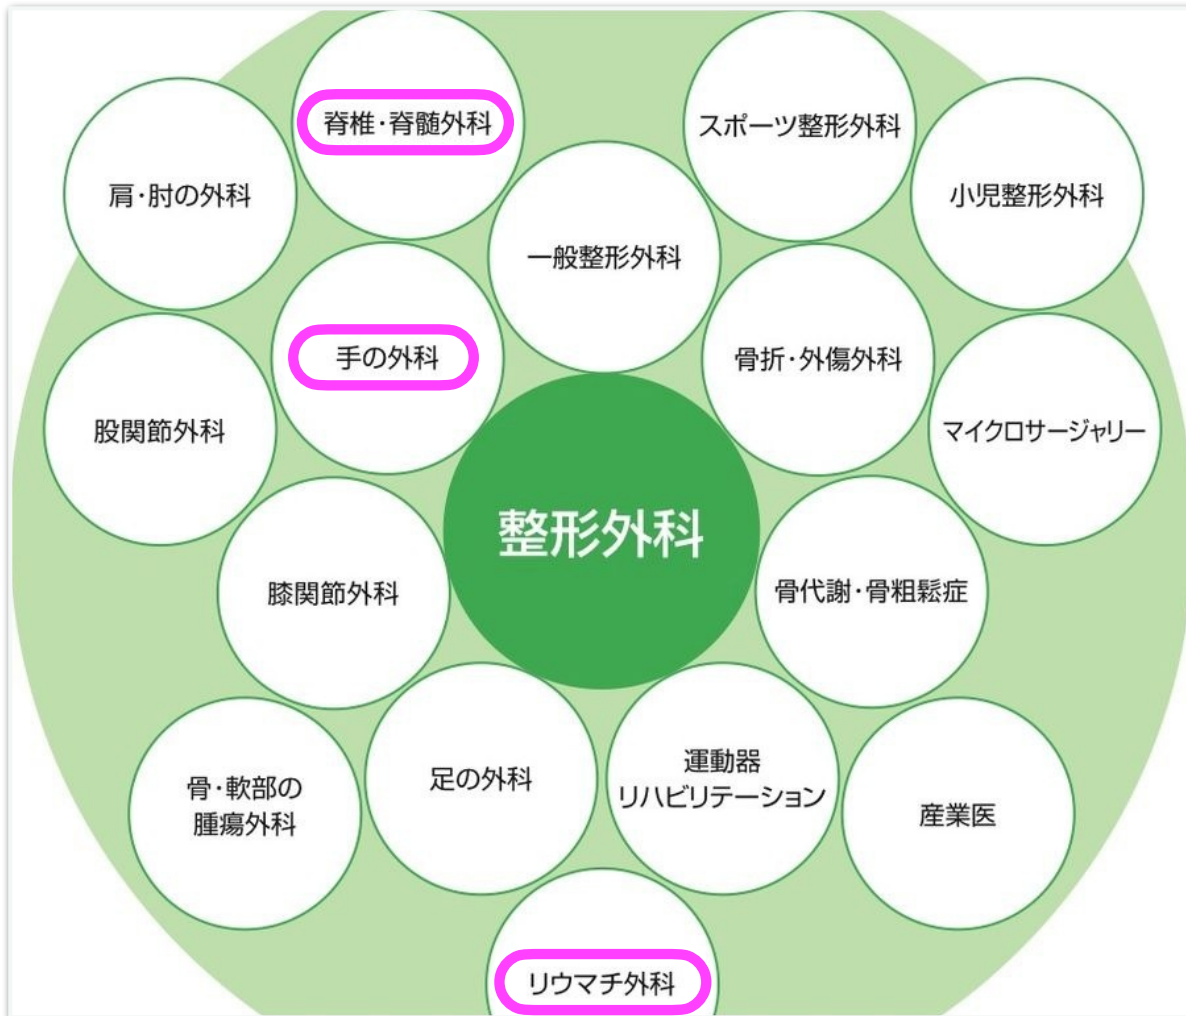 脊椎・脊髄外科
スポーツ整形外科
肩・肘の外科
小児整形外科
一般整形外科
手の外科
骨折・外傷外科
股関節外科
マイクロサージャリー
整形外科
膝関節外科
骨代謝・骨粗鬆症
骨・軟部の
腫瘍外科
足の外科
運動器
リハビリテーション
産業医
リウマチ外科